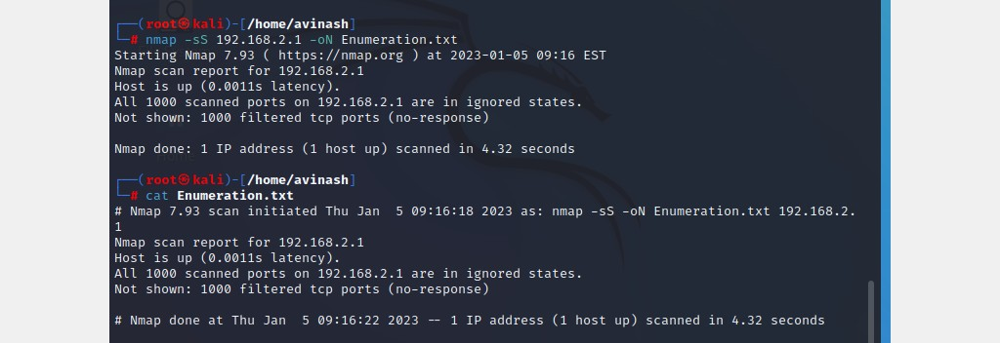 ┌──(root㉿kali)-[/home/avinash]
└─# nmap -sS 192.168.2.1 -oN Enumeration.txt
Starting Nmap 7.93 ( https://nmap.org ) at 2023-01-05 09:16 EST
Nmap scan report for 192.168.2.1
Host is up (0.0011s latency).
All 1000 scanned ports on 192.168.2.1 are in ignored states.
Not shown: 1000 filtered tcp ports (no-response)
Nmap done: 1 IP address (1 host up) scanned in 4.32 seconds
┌──(root㉿kali)-[/home/avinash]
└─# cat Enumeration.txt
# Nmap 7.93 scan initiated Thu Jan  5 09:16:18 2023 as: nmap -sS -oN Enumeration.txt 192.168.2.
1
Nmap scan report for 192.168.2.1
Host is up (0.0011s latency).
All 1000 scanned ports on 192.168.2.1 are in ignored states.
Not shown: 1000 filtered tcp ports (no-response)
# Nmap done at Thu Jan  5 09:16:22 2023 -- 1 IP address (1 host up) scanned in 4.32 seconds